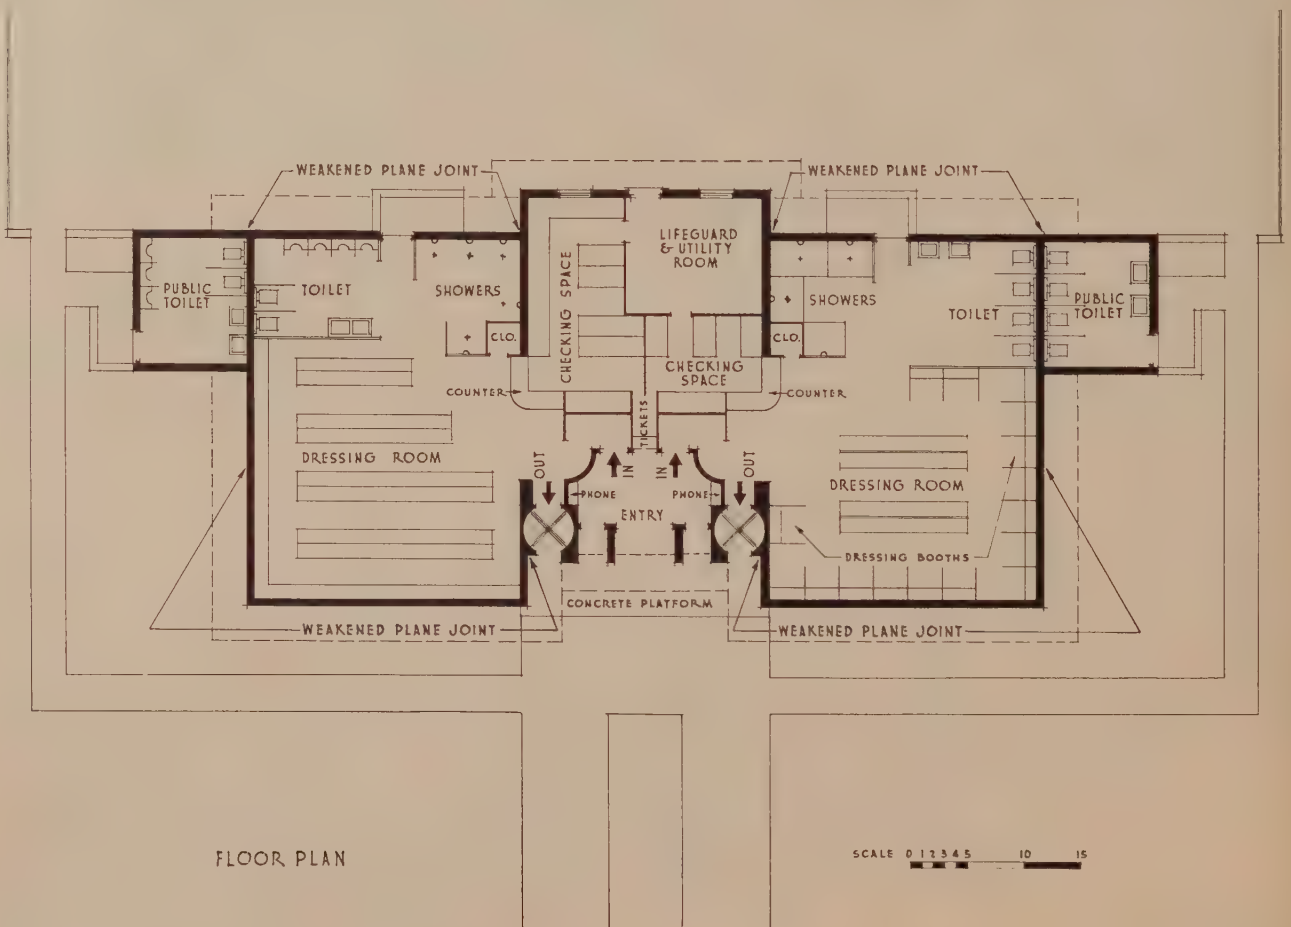 WEAKENED PLANE JOINT
WEAKENED PLANE JOINT
LIFEGUARD
& UTILITY
ROOM
CHECKING SPACE
PUBLIC
TOILET
TOILET
SHOWERS
SHOWERS
TOILET
PUBLIC
TOILET
CLO.
CLO.
CHECKING
SPACE
COUNTER
COUNTER
TICKETS
DRESSING ROOM
OUT
IN
IN
OUT
PHONE
PHONE
DRESSING ROOM
ENTRY
DRESSING BOOTHS
CONCRETE PLATFORM
WEAKENED PLANE JOINT
WEAKENED PLANE JOINT
FLOOR PLAN
SCALE 0 1 2 3 4 5 10 15